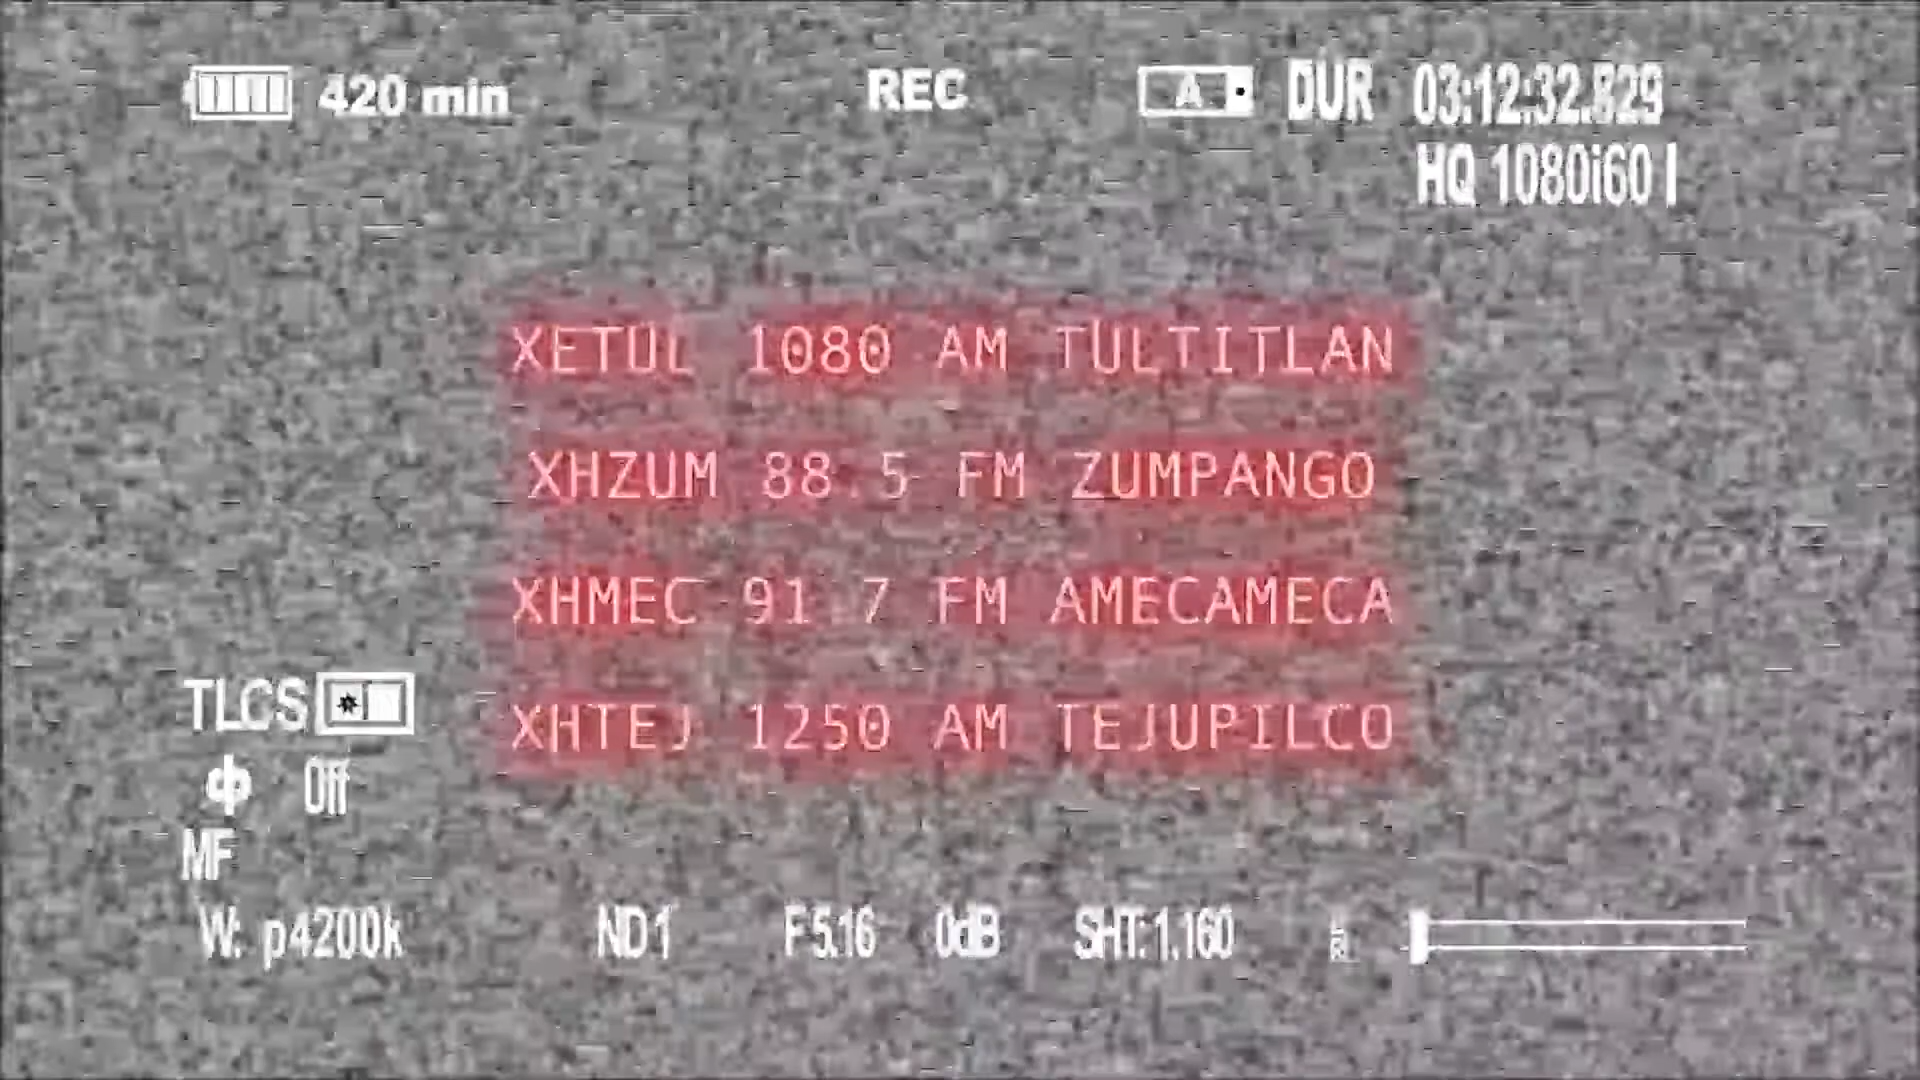 420 min
REC
A
DUR 03:12:32.829
HQ 1080i60
XETUL 1080 AM TULTITLAN
XHZUM 88.5 FM ZUMPANGO
XHMEC 91.7 FM AMECAMECA
XHTEJ 1250 AM TEJUPILCO
TLCS
Off
MF
W: p4200k ND1 F5.16 0dB SHT:1.160